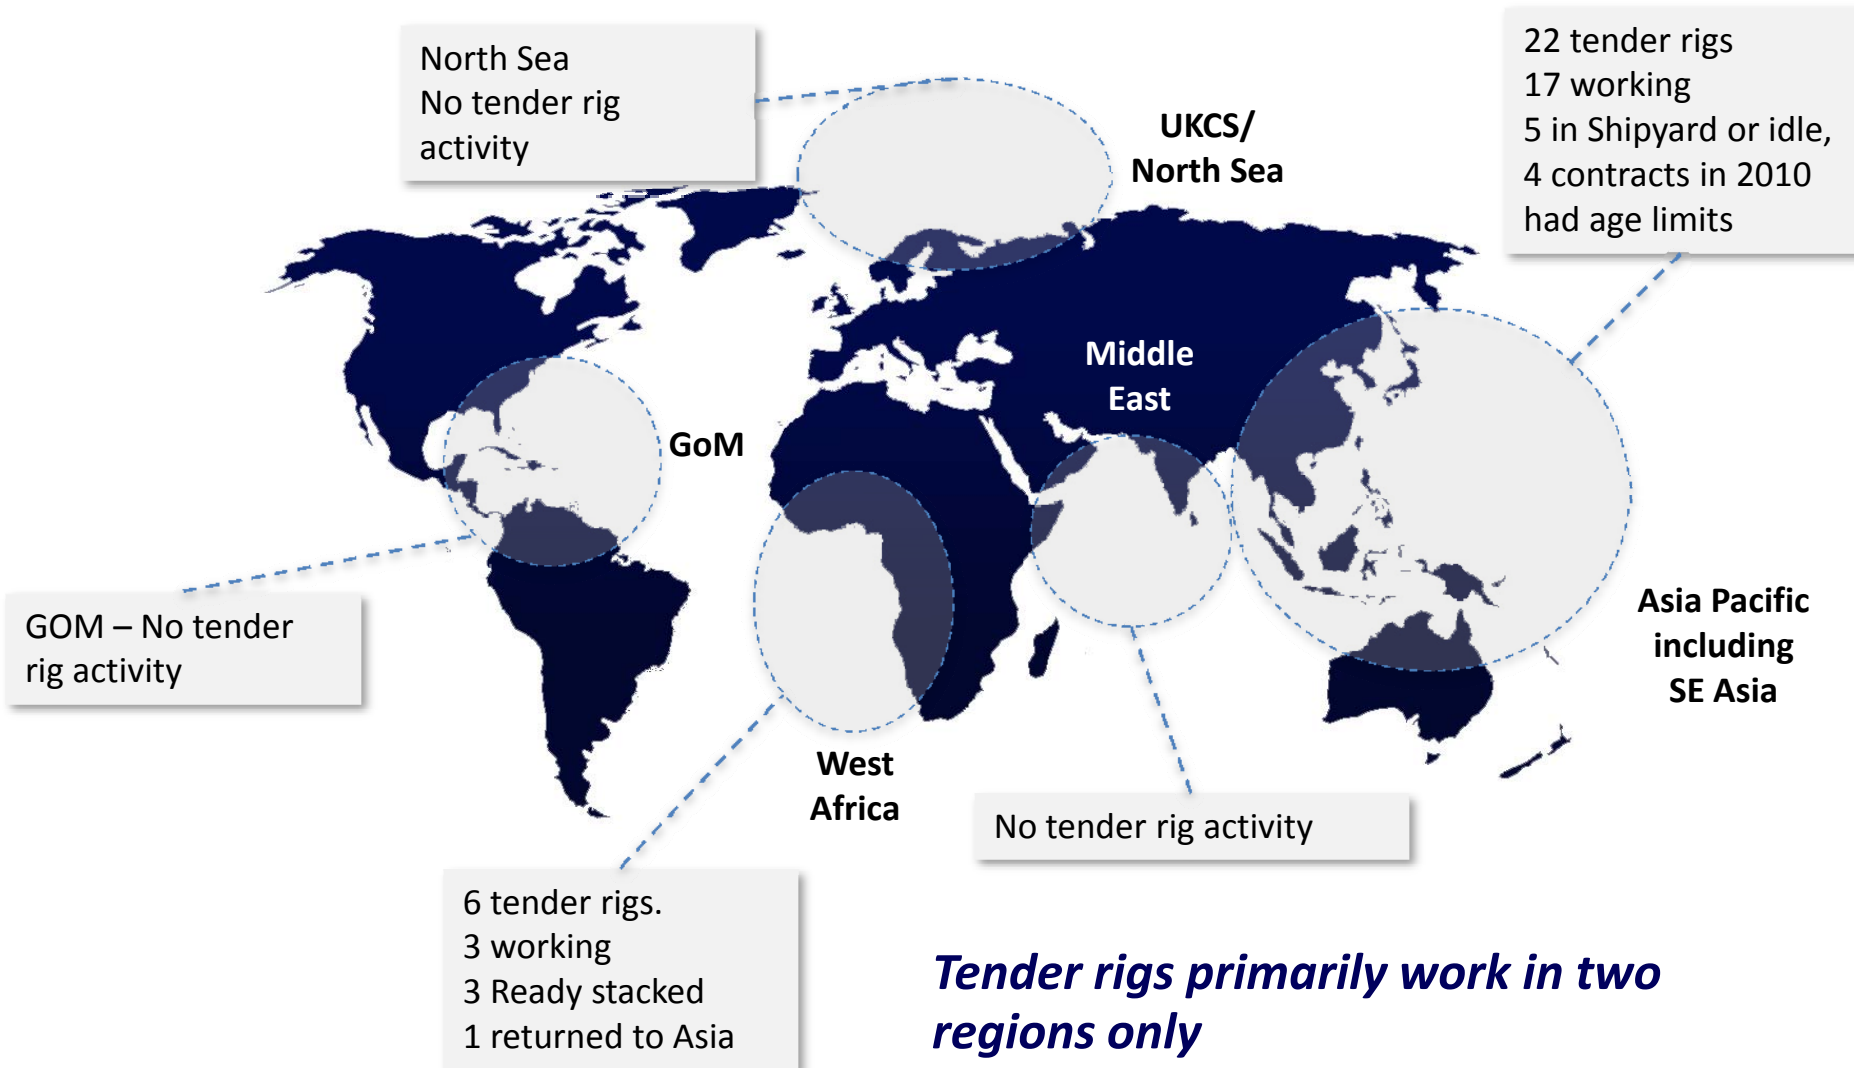 North Sea
No tender rig
activity
22 tender rigs
17 working
5 in Shipyard or idle,
4 contracts in 2010
had age limits
UKCS/
North Sea
Middle
East
GoM
GOM – No tender
rig activity
Asia Pacific
including
SE Asia
West
Africa
No tender rig activity
6 tender rigs.
3 working
3 Ready stacked
1 returned to Asia
Tender rigs primarily work in two
regions only